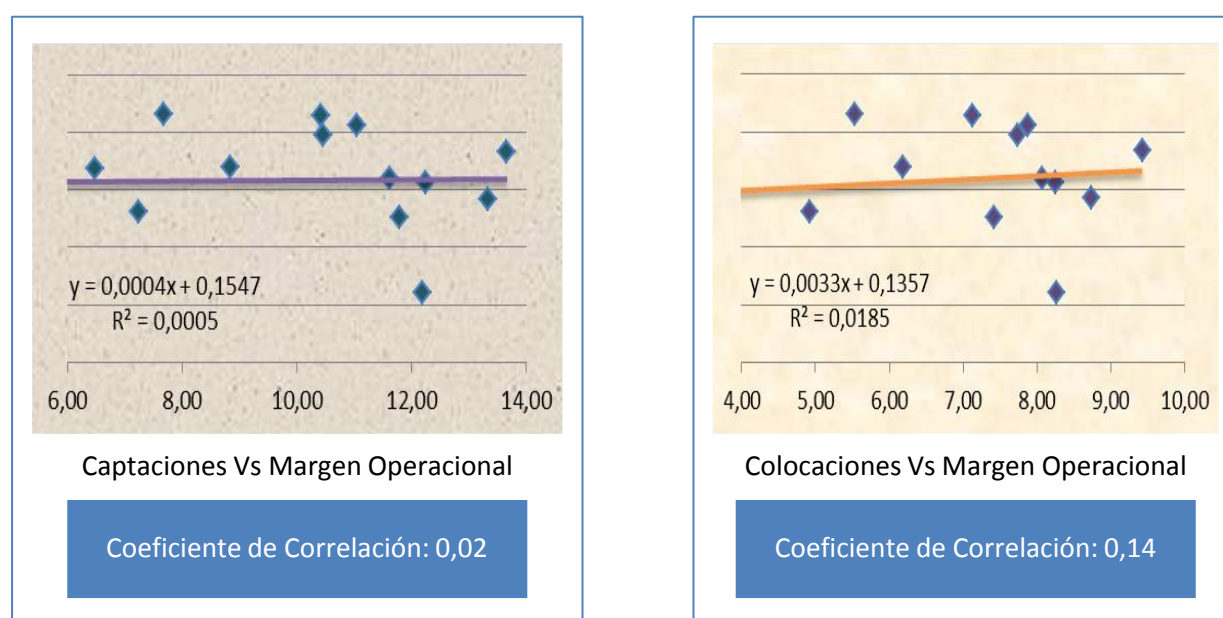 y = 0,0004x + 0,1547
R² = 0,0005
6,00 8,00 10,00 12,00 14,00
Captaciones Vs Margen Operacional
Coeficiente de Correlación: 0,02
y = 0,0033x + 0,1357
R² = 0,0185
4,00 5,00 6,00 7,00 8,00 9,00 10,00
Colocaciones Vs Margen Operacional
Coeficiente de Correlación: 0,14